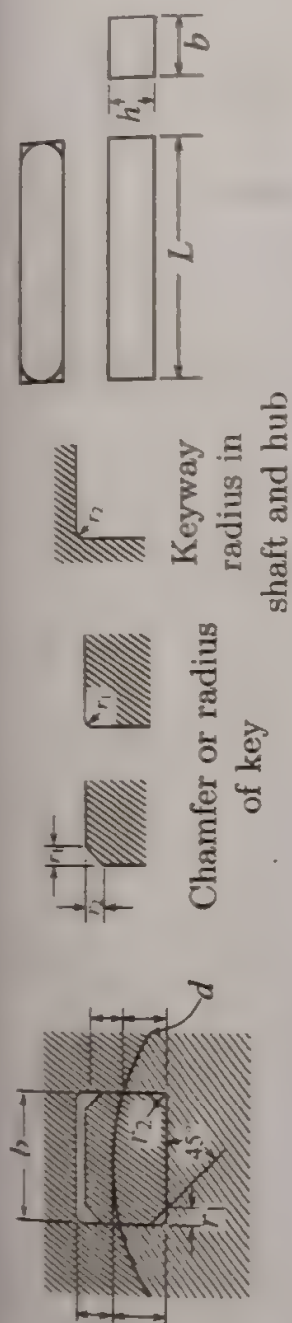 b
d
r₂
45°
r₁
r₁
r₂
r₁
Chamfer or radius
of key
r₂
Keyway
radius in
shaft and hub
L
h
b